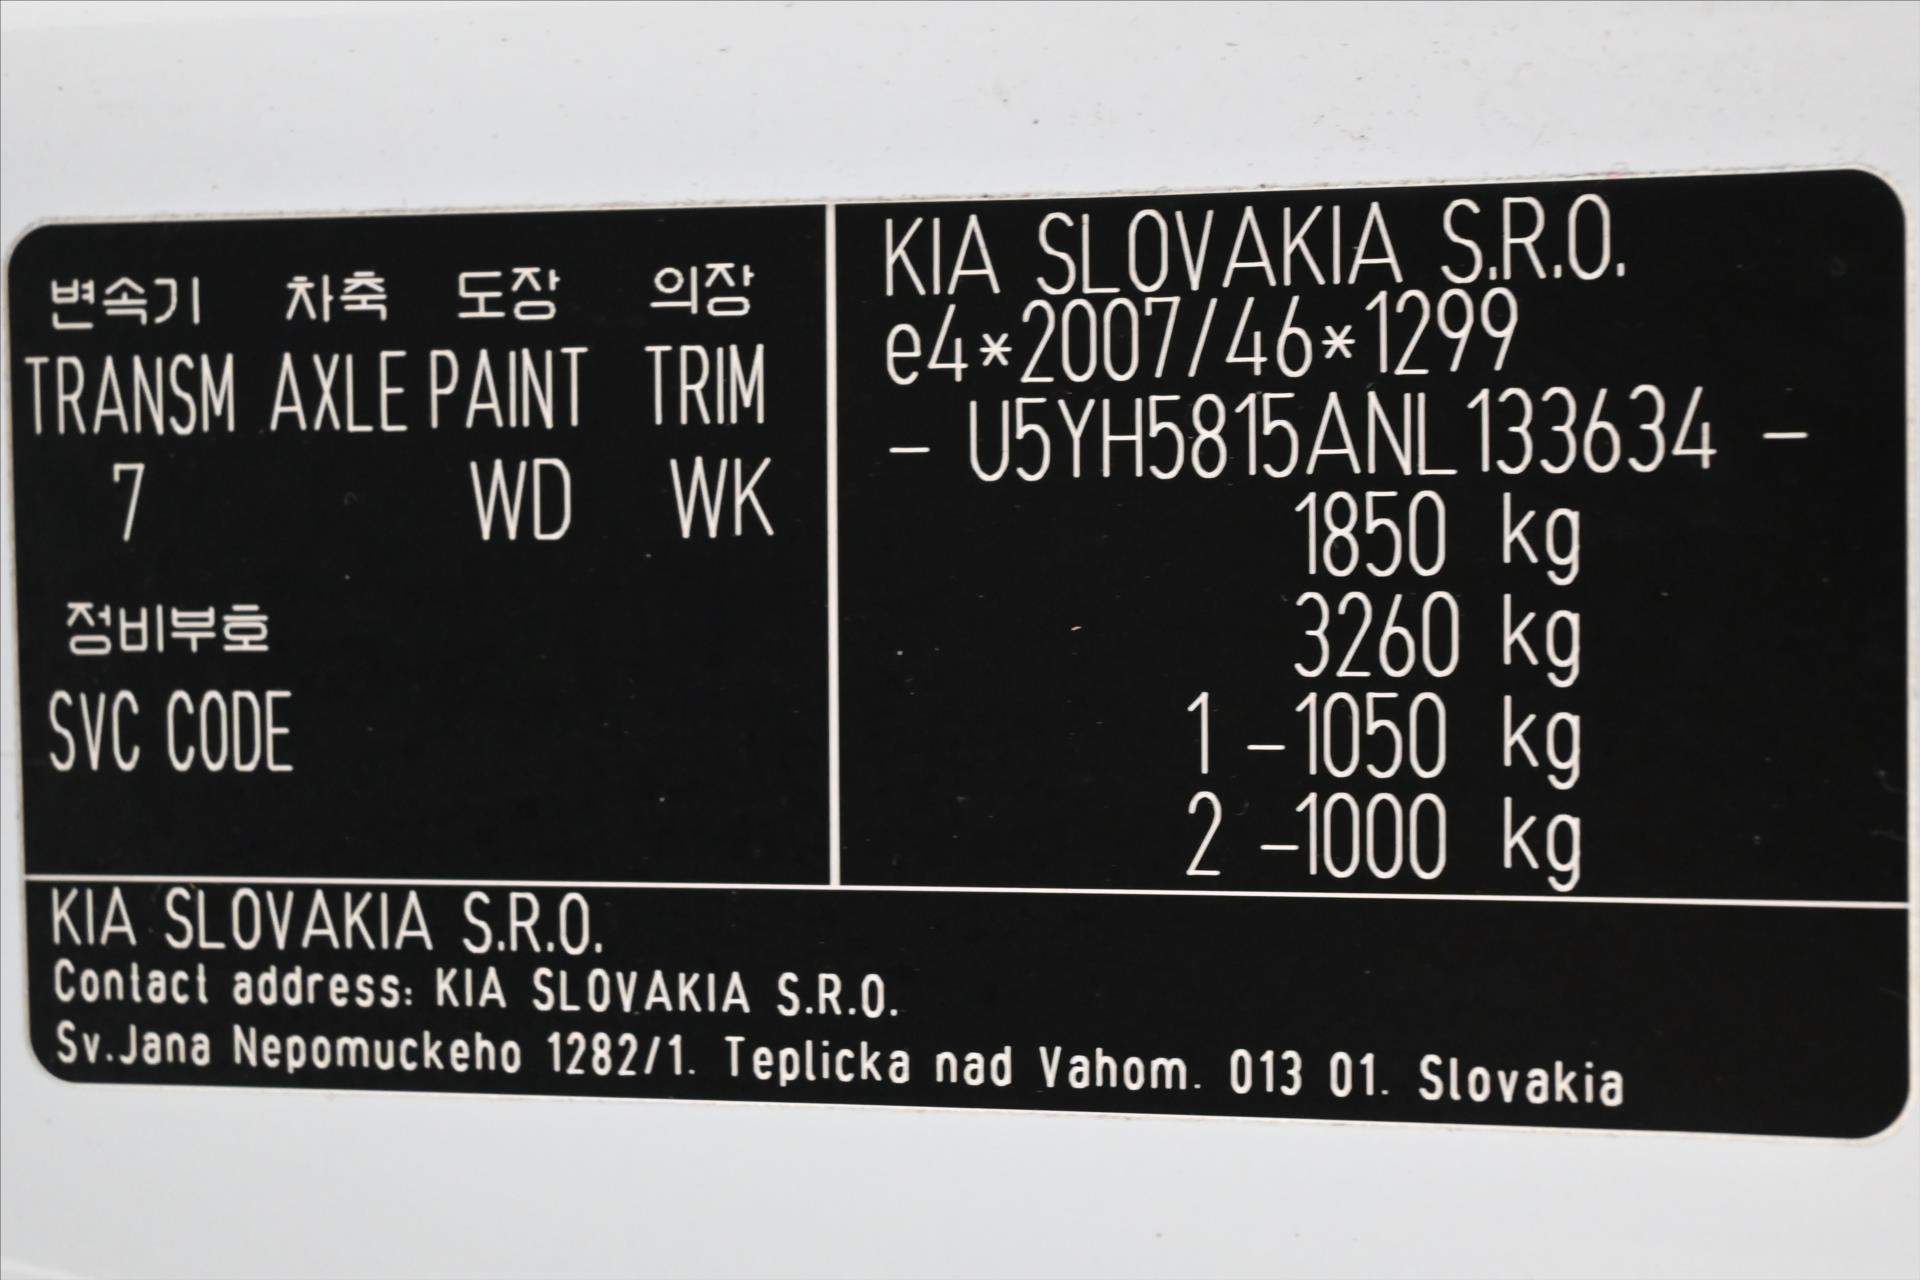 변속기 차축 도장 의장
TRANSM AXLE PAINT TRIM
7 WD WK
정비부호
SVC CODE
KIA SLOVAKIA S.R.O.
e4*2007/46*1299
- U5YH5815ANL133634 -
1850 kg
3260 kg
1 -1050 kg
2 -1000 kg
KIA SLOVAKIA S.R.O.
Contact address: KIA SLOVAKIA S.R.O.
Sv.Jana Nepomuckeho 1282/1. Teplicka nad Vahom. 013 01. Slovakia